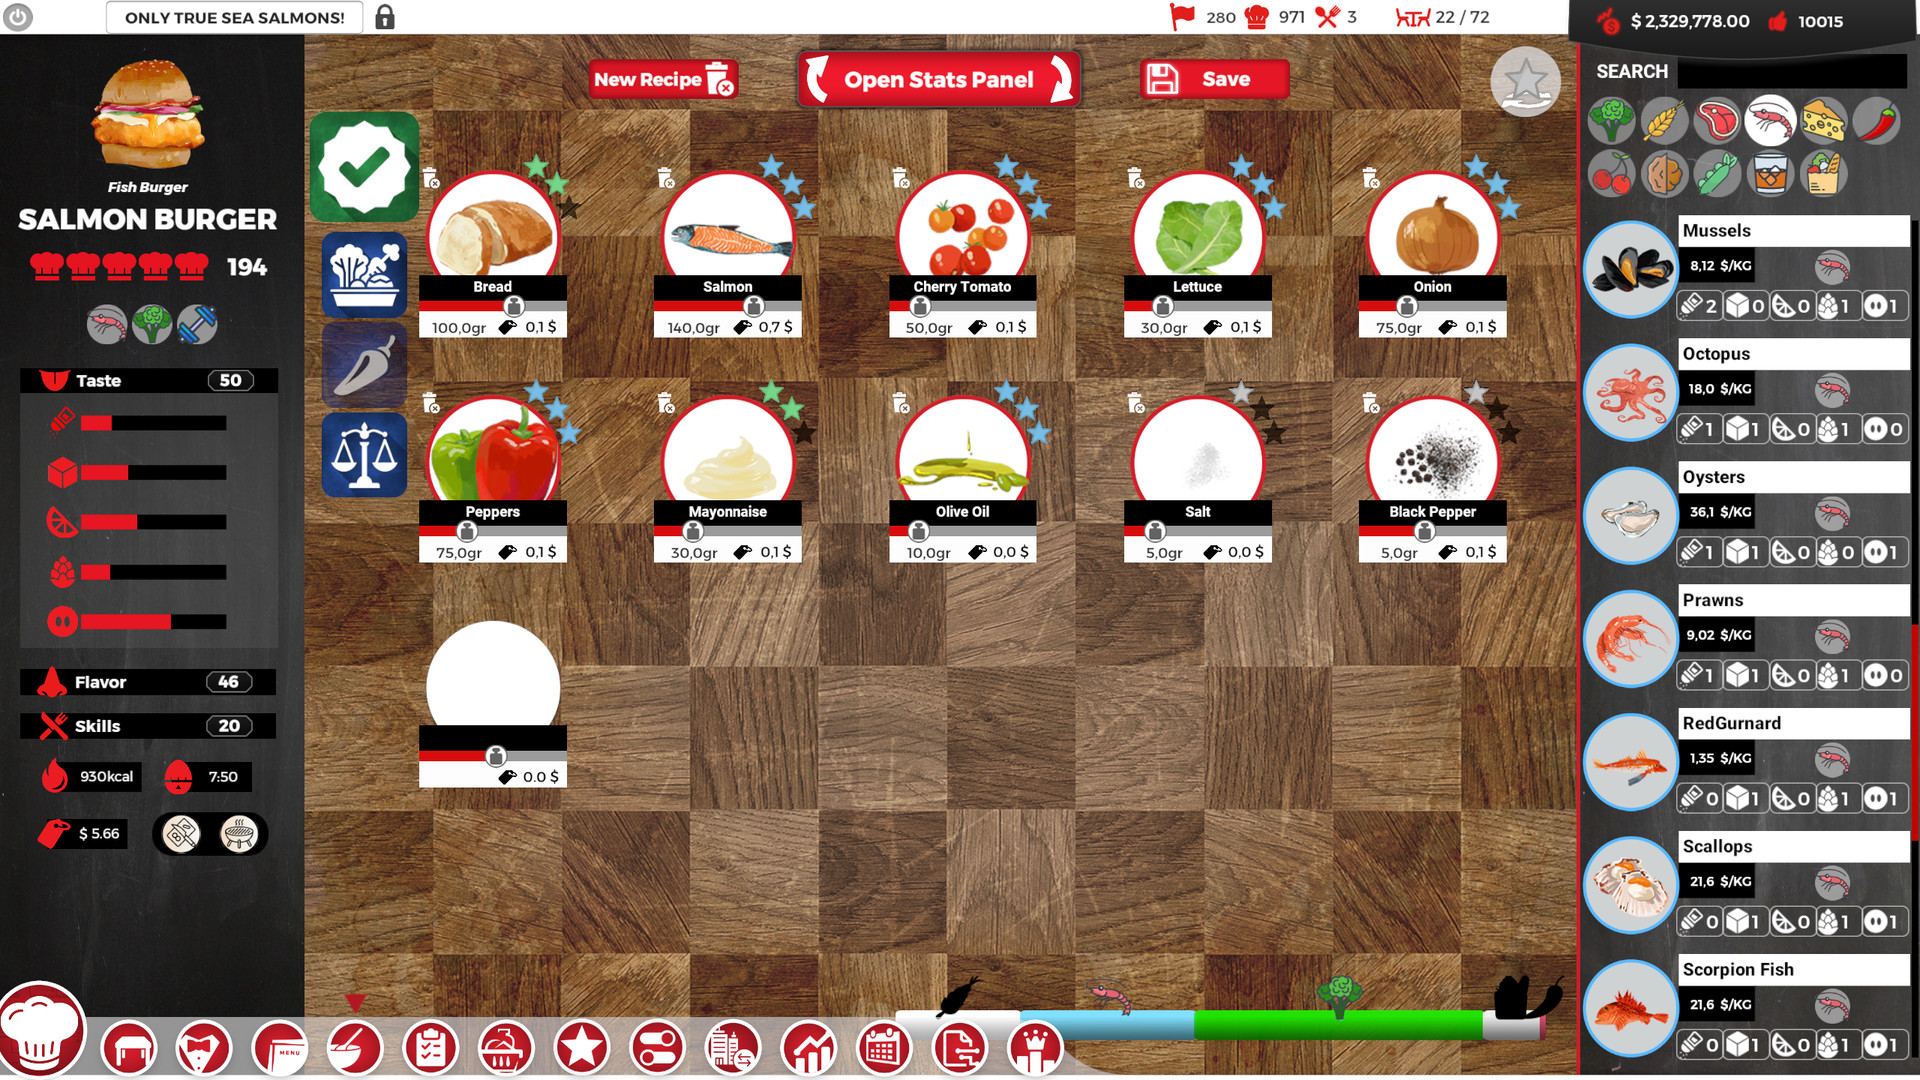 ONLY TRUE SEA SALMONS!
280 971 3 22 / 72
$ 2,329,778.00 10015
New Recipe
Open Stats Panel
Save
SEARCH
Fish Burger
SALMON BURGER
194
Taste 50
Flavor 46
Skills 20
930kcal 7:50
$ 5.66
Bread
100,0gr 0,1 $
Salmon
140,0gr 0,7 $
Cherry Tomato
50,0gr 0,1 $
Lettuce
30,0gr 0,1 $
Onion
75,0gr 0,1 $
Peppers
75,0gr 0,1 $
Mayonnaise
30,0gr 0,1 $
Olive Oil
10,0gr 0,0 $
Salt
5,0gr 0,0 $
Black Pepper
5,0gr 0,1 $
0.0 $
Mussels
8,12 $/KG
2 0 0 1 1
Octopus
18,0 $/KG
1 1 0 1 0
Oysters
36,1 $/KG
1 1 0 0 1
Prawns
9,02 $/KG
1 1 0 1 0
RedGurnard
1,35 $/KG
0 1 0 1 1
Scallops
21,6 $/KG
0 1 0 1 1
Scorpion Fish
21,6 $/KG
0 1 0 1 1
MENU